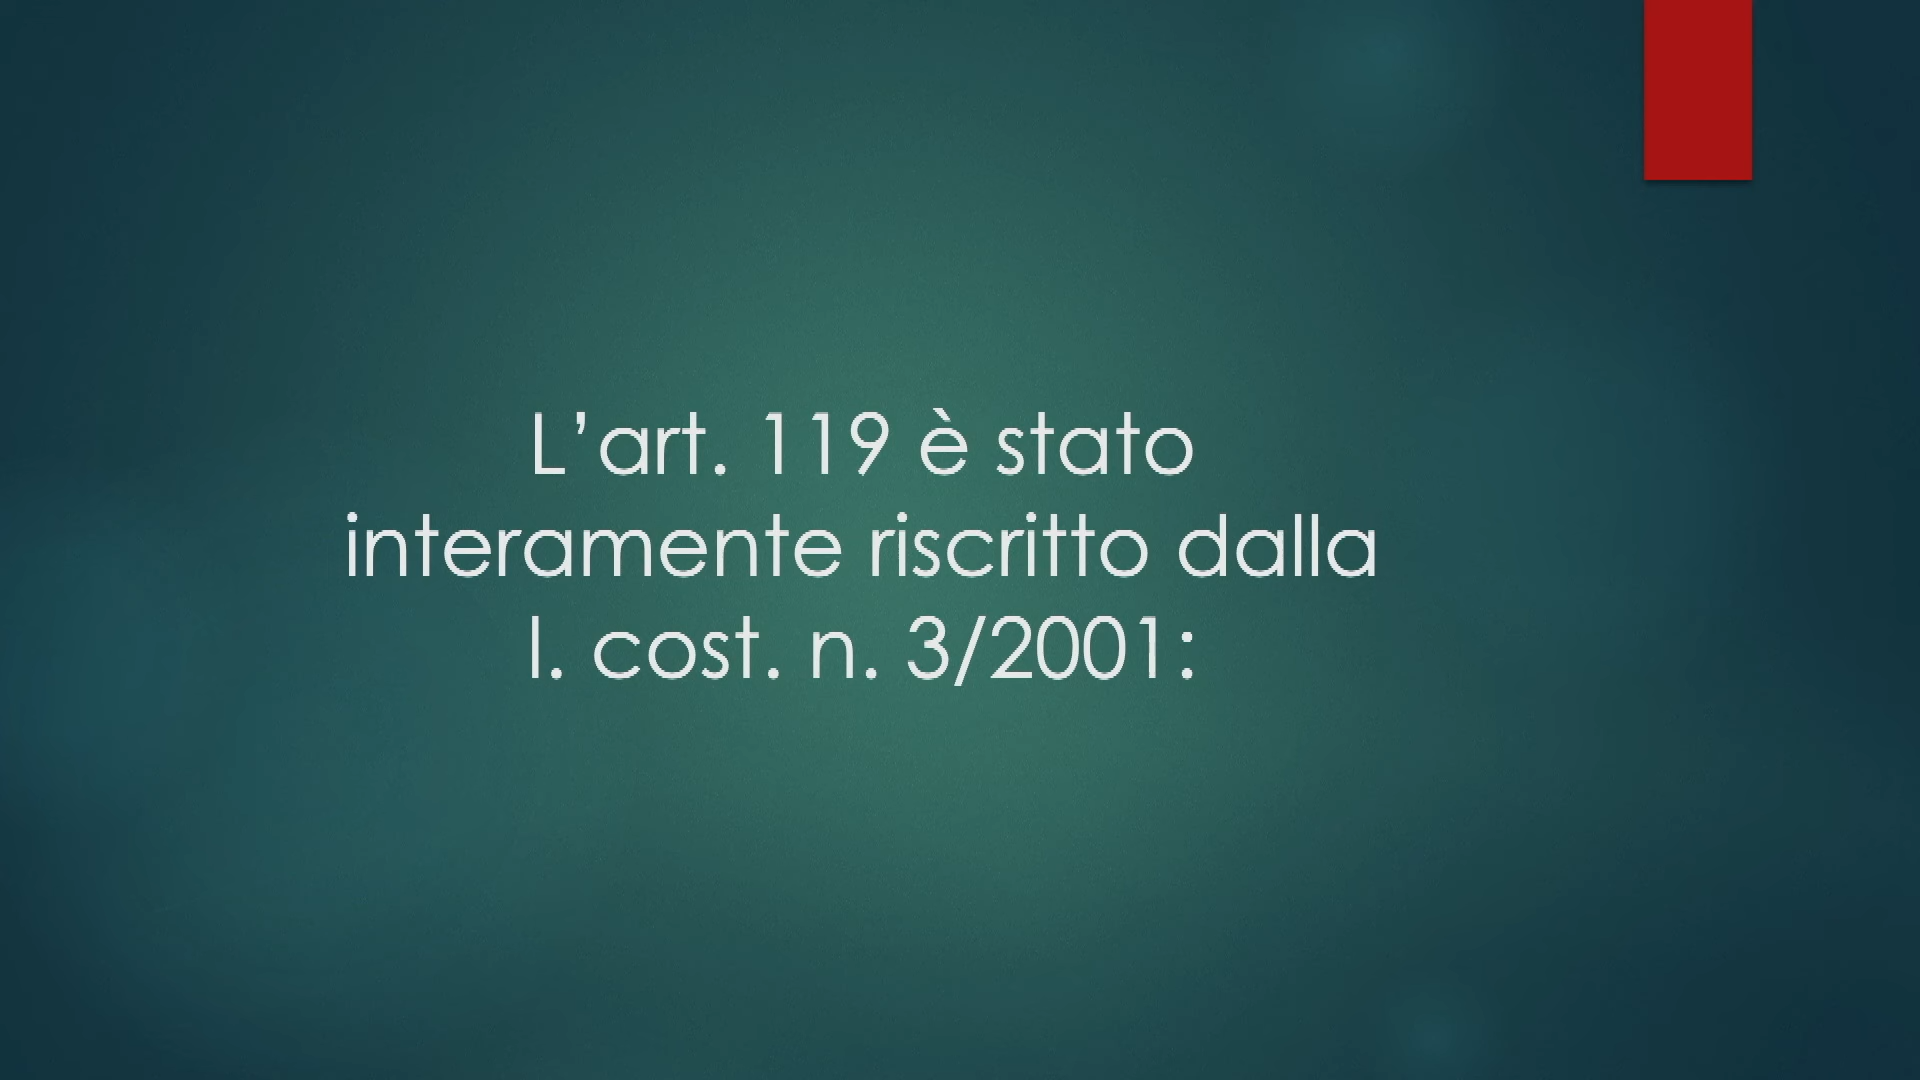 L’art. 119 è stato
interamente riscritto dalla
l. cost. n. 3/2001: